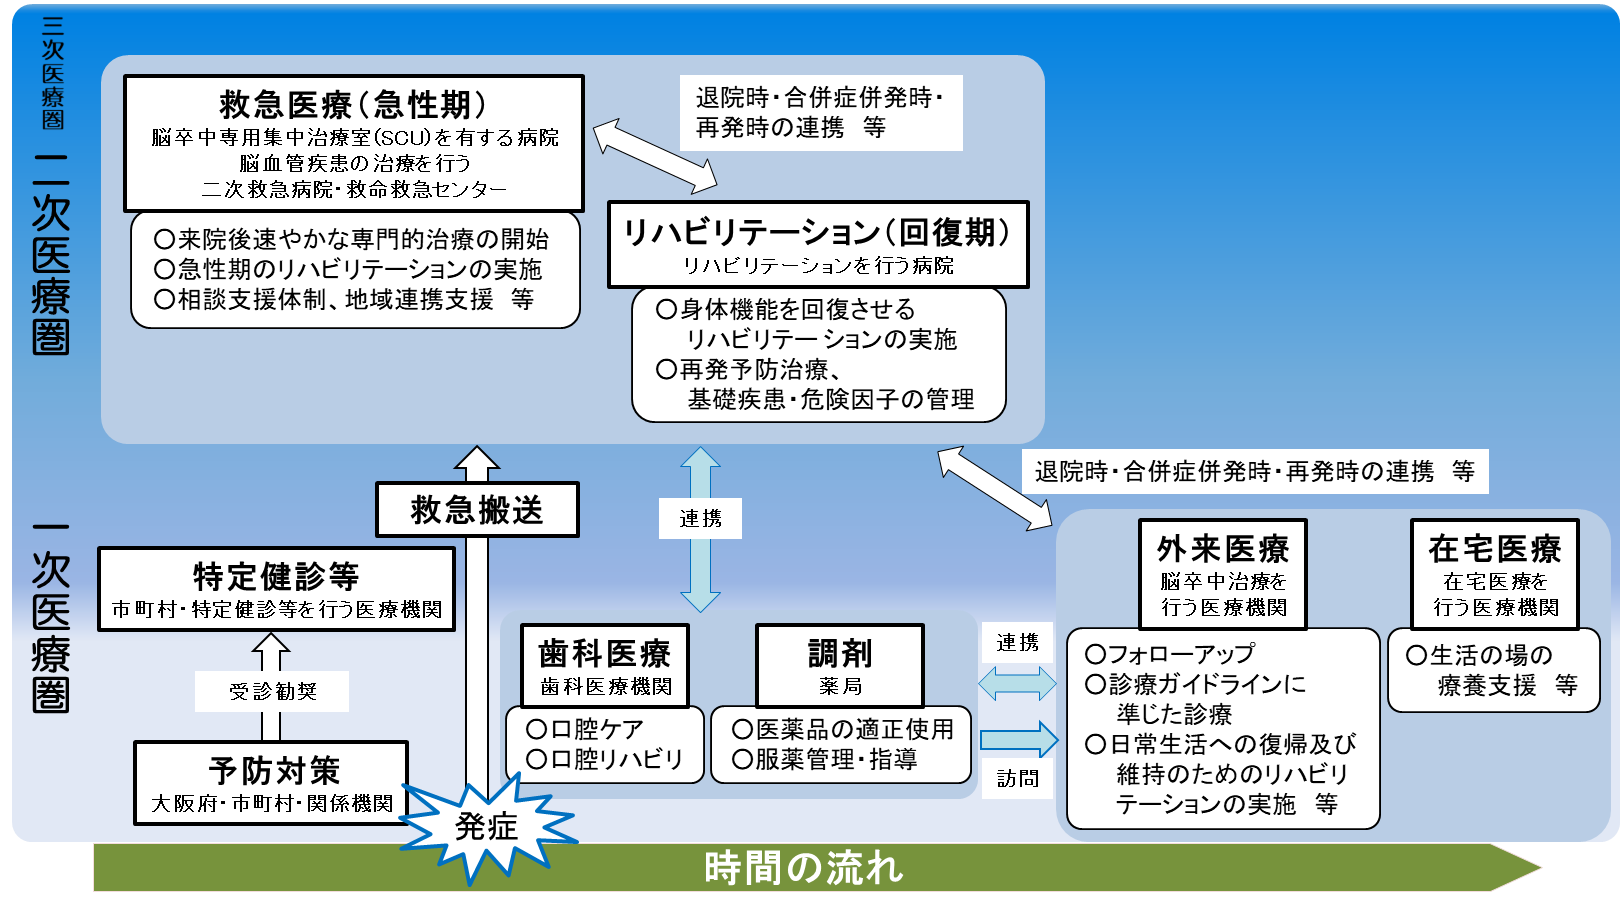 三次医療圏
二次医療圏
一次医療圏
救急医療（急性期）
脳卒中専用集中治療室(SCU)を有する病院
脳血管疾患の治療を行う
二次救急病院・救命救急センター
○来院後速やかな専門的治療の開始
○急性期のリハビリテーションの実施
○相談支援体制、地域連携支援　等
退院時・合併症併発時・
再発時の連携　等
リハビリテーション（回復期）
リハビリテーションを行う病院
○身体機能を回復させる
リハビリテーションの実施
○再発予防治療、
基礎疾患・危険因子の管理
救急搬送
連携
退院時・合併症併発時・再発時の連携　等
特定健診等
市町村・特定健診等を行う医療機関
受診勧奨
予防対策
大阪府・市町村・関係機関
発症
歯科医療
歯科医療機関
○口腔ケア
○口腔リハビリ
調剤
薬局
○医薬品の適正使用
○服薬管理・指導
連携
訪問
外来医療
脳卒中治療を
行う医療機関
○フォローアップ
○診療ガイドラインに
準じた診療
○日常生活への復帰及び
維持のためのリハビリ
テーションの実施　等
在宅医療
在宅医療を
行う医療機関
○生活の場の
療養支援　等
時間の流れ